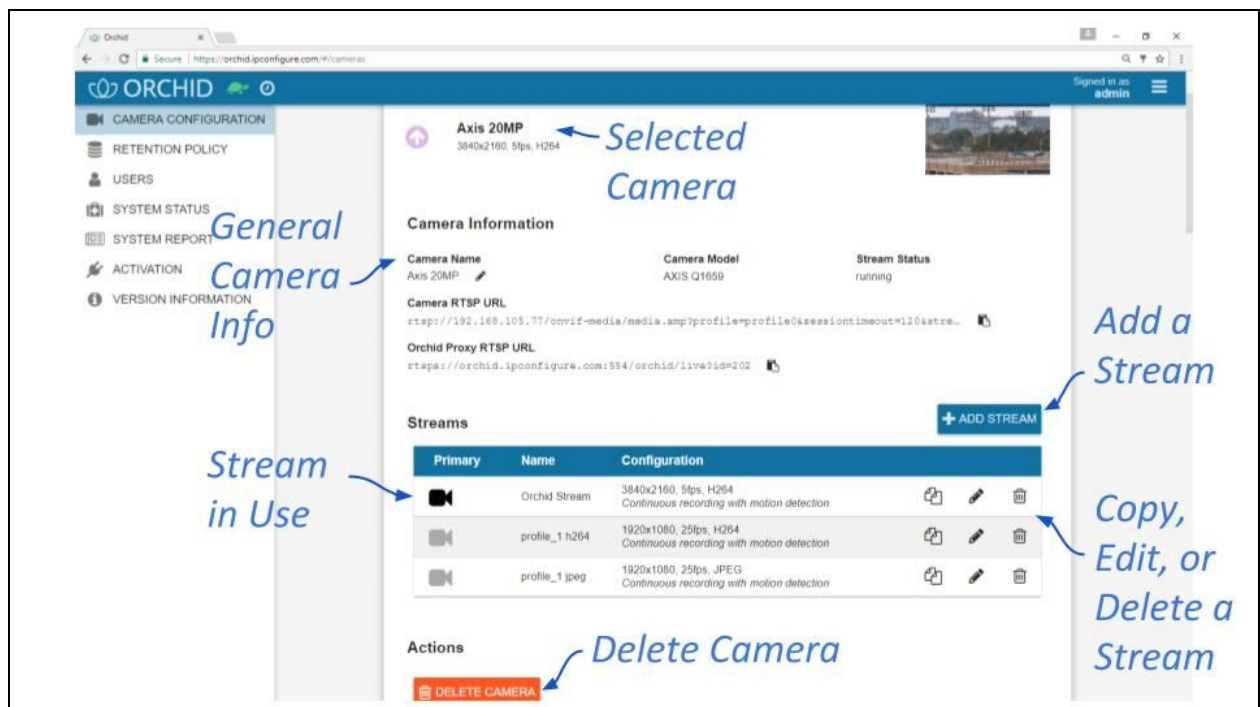 Orchid
Secure | https://orchid.ipconfigure.com/#/cameras
ORCHID
Signed in as
admin
CAMERA CONFIGURATION
RETENTION POLICY
USERS
SYSTEM STATUS
SYSTEM REPORT
ACTIVATION
VERSION INFORMATION
Axis 20MP
3840x2160, 5fps, H264
Selected
Camera
General
Camera
Info
Camera Information
Camera Name
Camera Model
Stream Status
Axis 20MP
AXIS Q1659
running
Camera RTSP URL
rtsp://192.168.105.77/onvif-media/media.amp?profile=profile0&sessiontimeout=120&stre…
Orchid Proxy RTSP URL
rtsps://orchid.ipconfigure.com:554/orchid/live?id=202
Add a
Stream
Streams
+ ADD STREAM
Stream
in Use
Primary Name Configuration
Orchid Stream
3840x2160, 5fps, H264
Continuous recording with motion detection
profile_1 h264
1920x1080, 25fps, H264
Continuous recording with motion detection
profile_1 jpeg
1920x1080, 25fps, JPEG
Continuous recording with motion detection
Copy,
Edit, or
Delete a
Stream
Actions
Delete Camera
DELETE CAMERA